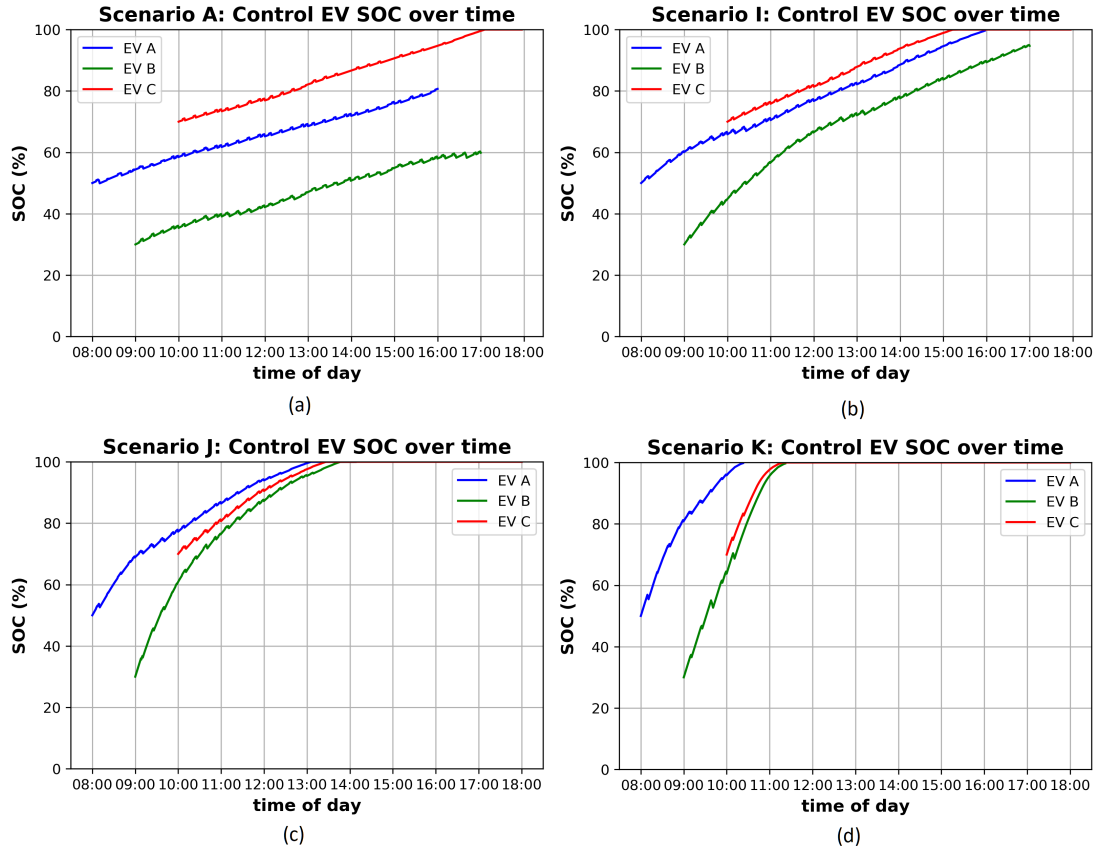 Scenario A: Control EV SOC over time
100
80
60
40
20
0
SOC (%)
EV A
EV B
EV C
08:00 09:00 10:00 11:00 12:00 13:00 14:00 15:00 16:00 17:00 18:00
time of day
(a)
Scenario I: Control EV SOC over time
100
80
60
40
20
0
SOC (%)
EV A
EV B
EV C
08:00 09:00 10:00 11:00 12:00 13:00 14:00 15:00 16:00 17:00 18:00
time of day
(b)
Scenario J: Control EV SOC over time
100
80
60
40
20
0
SOC (%)
EV A
EV B
EV C
08:00 09:00 10:00 11:00 12:00 13:00 14:00 15:00 16:00 17:00 18:00
time of day
(c)
Scenario K: Control EV SOC over time
100
80
60
40
20
0
SOC (%)
EV A
EV B
EV C
08:00 09:00 10:00 11:00 12:00 13:00 14:00 15:00 16:00 17:00 18:00
time of day
(d)